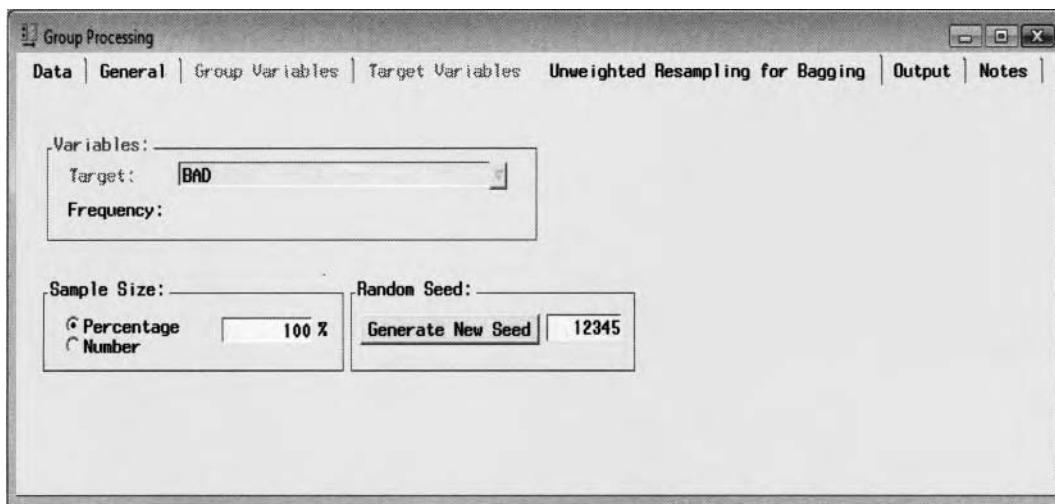 Group Processing
Data General Group Variables Target Variables Unweighted Resampling for Bagging Output Notes
Variables:
Target: BAD
Frequency:
Sample Size: Random Seed:
Percentage 100 % Generate New Seed 12345
Number